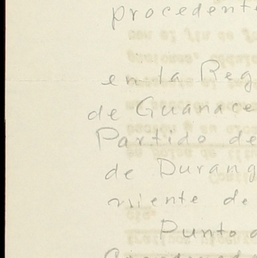 procedent
en la Reg
de Guanace
Partido de
de Durang
niente de
Punto d